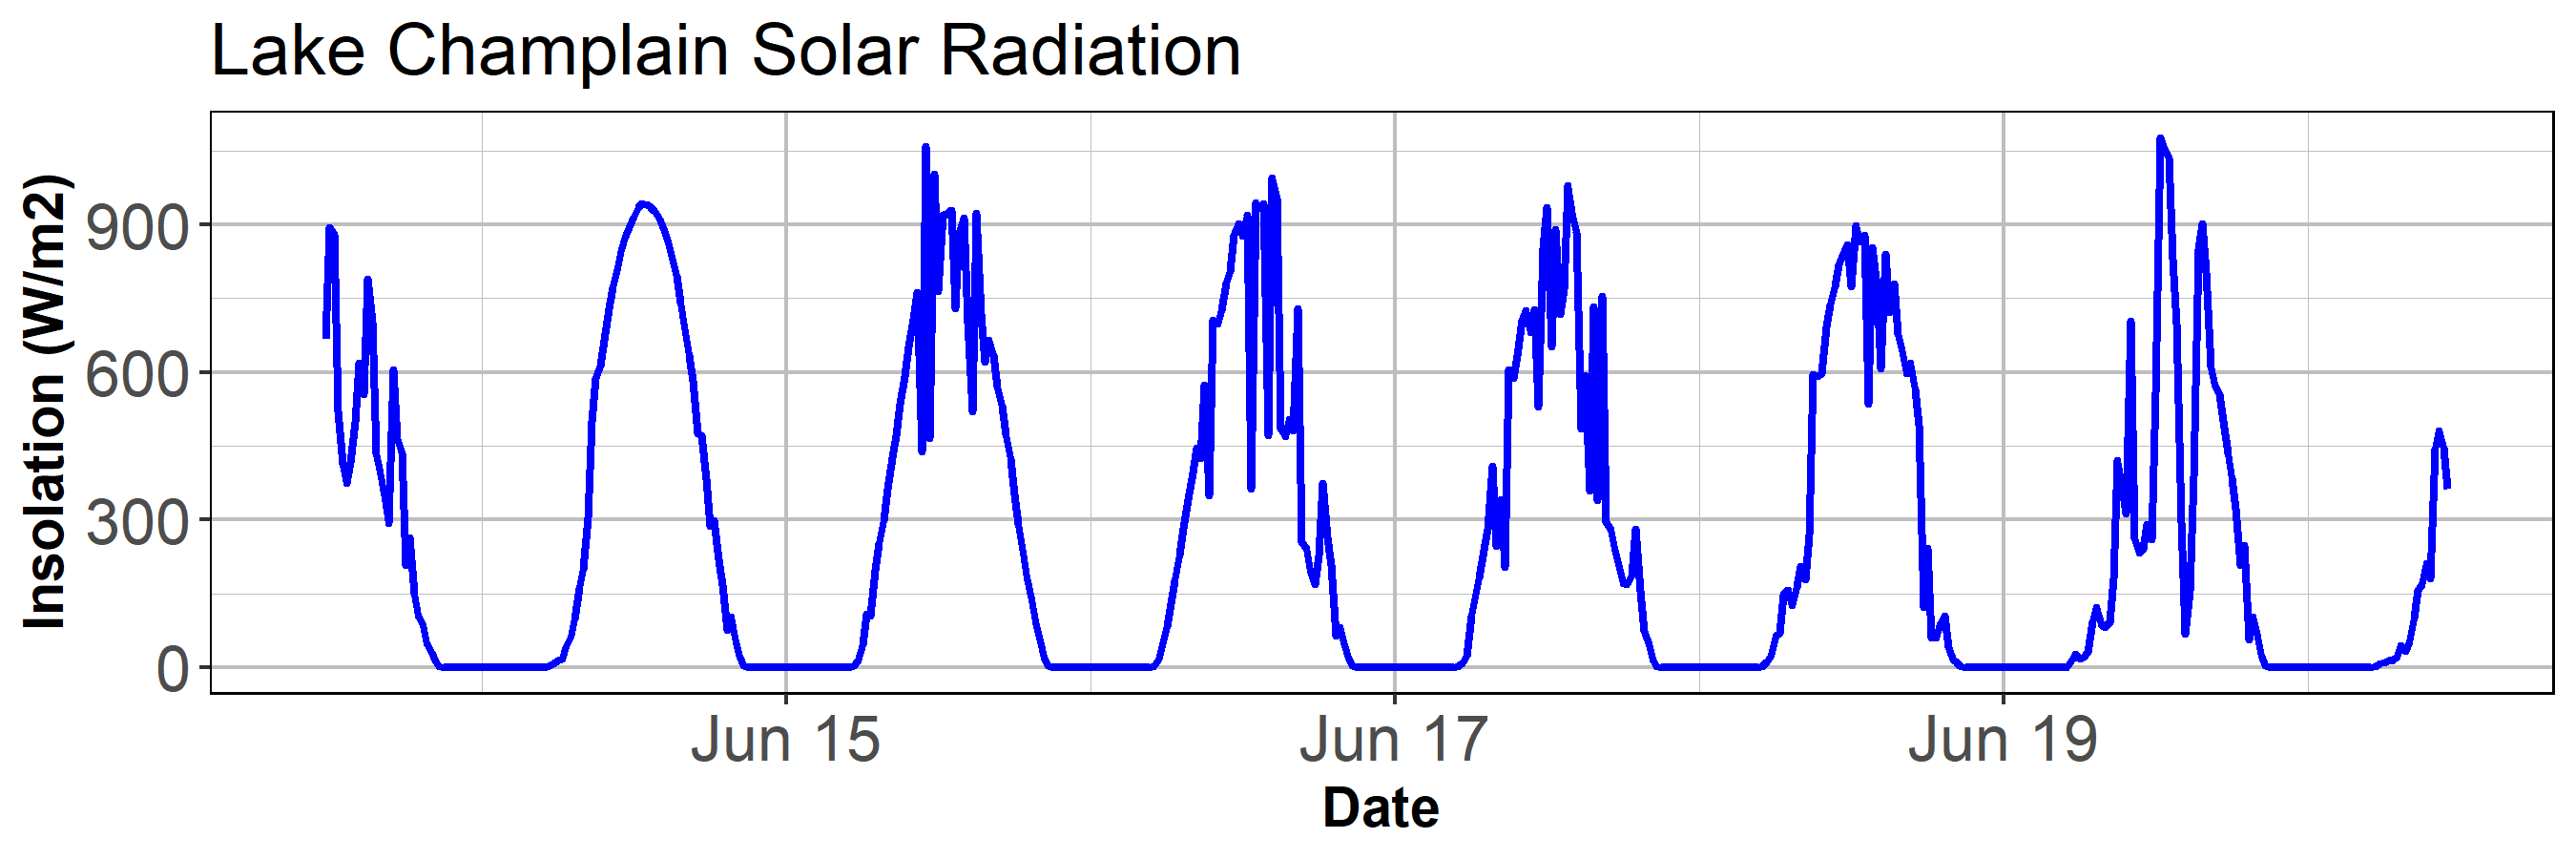 Lake Champlain Solar Radiation
Insolation (W/m2)
900
600
300
0
Jun 15 Jun 17 Jun 19
Date